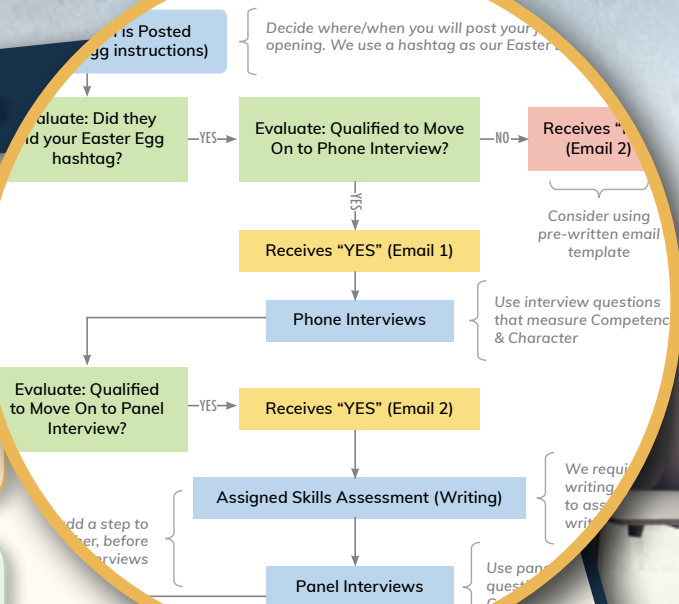 is Posted
gg instructions)
Decide where/when you will post your
opening. We use a hashtag as our Easter
aluate: Did they
d your Easter Egg
hashtag?
YES
Evaluate: Qualified to Move
On to Phone Interview?
NO
Receives “
(Email 2)
Consider using
pre-written email
template
YES
Receives “YES” (Email 1)
Phone Interviews
Use interview questions
that measure Competenc
& Character
Evaluate: Qualified
to Move On to Panel
Interview?
YES
Receives “YES” (Email 2)
Assigned Skills Assessment (Writing)
We requi
writing
to ass
writ
dd a step to
her, before
erviews
Panel Interviews
Use pan
quest